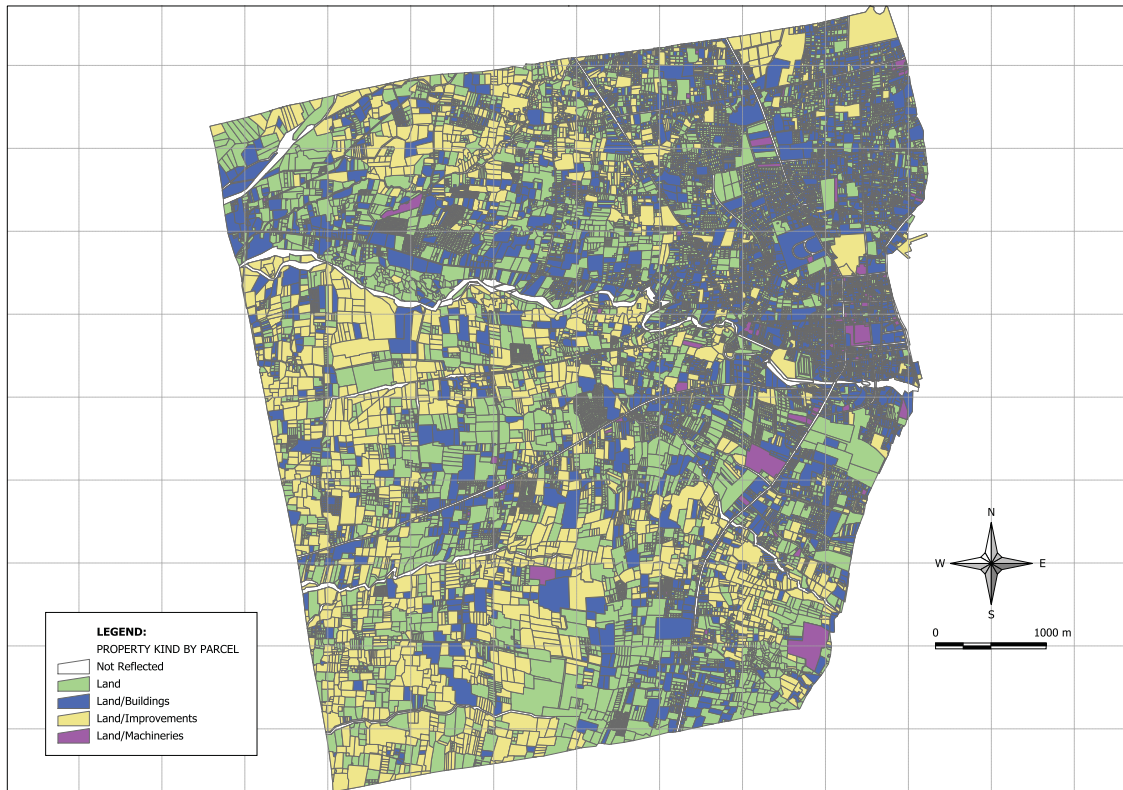 N
W E
S
0 1000 m
LEGEND:
PROPERTY KIND BY PARCEL
Not Reflected
Land
Land/Buildings
Land/Improvements
Land/Machineries